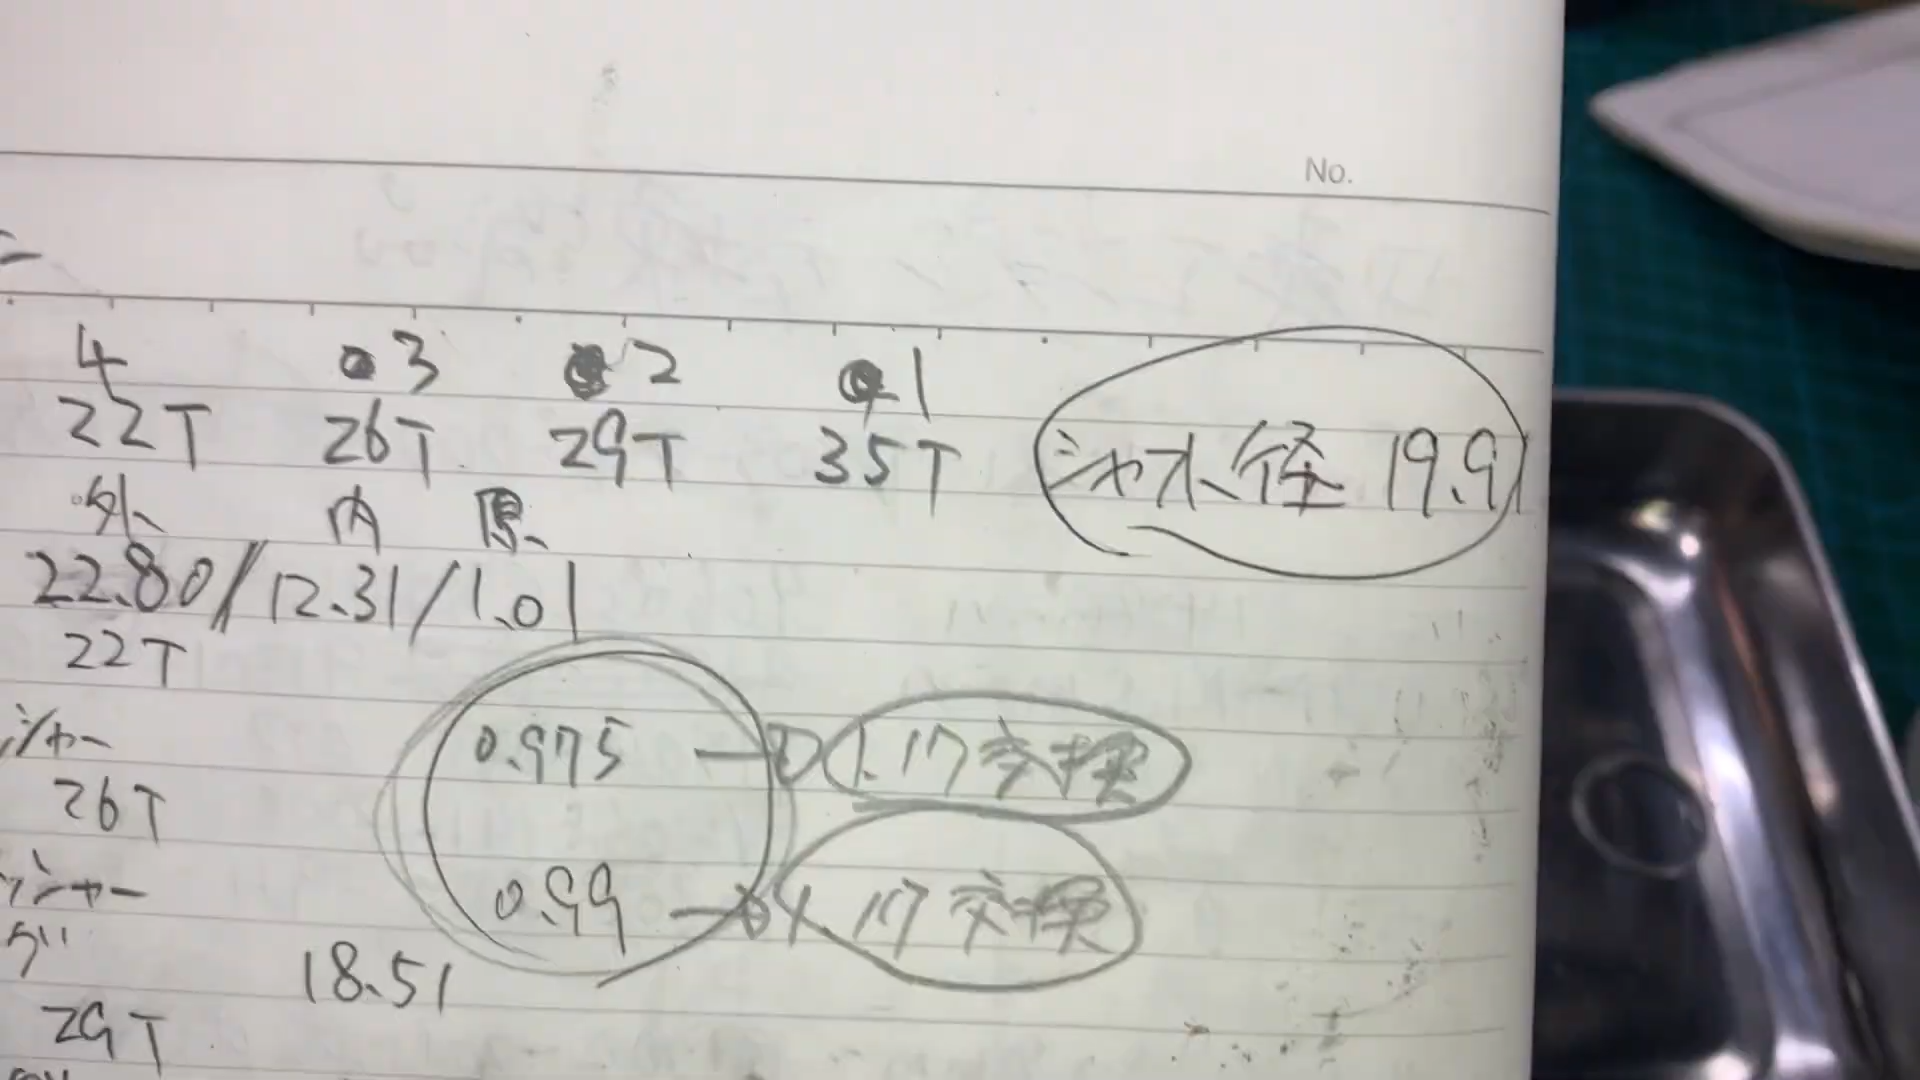 No.
4 3 2 1
22T 26T 29T 35T
シャフト径 19.91
外 内 厚
22.80/12.31/1.01
22T
シャー
0.975 → 1.17交換
26T
0.99 → 1.17交換
シャー
18.51
29T